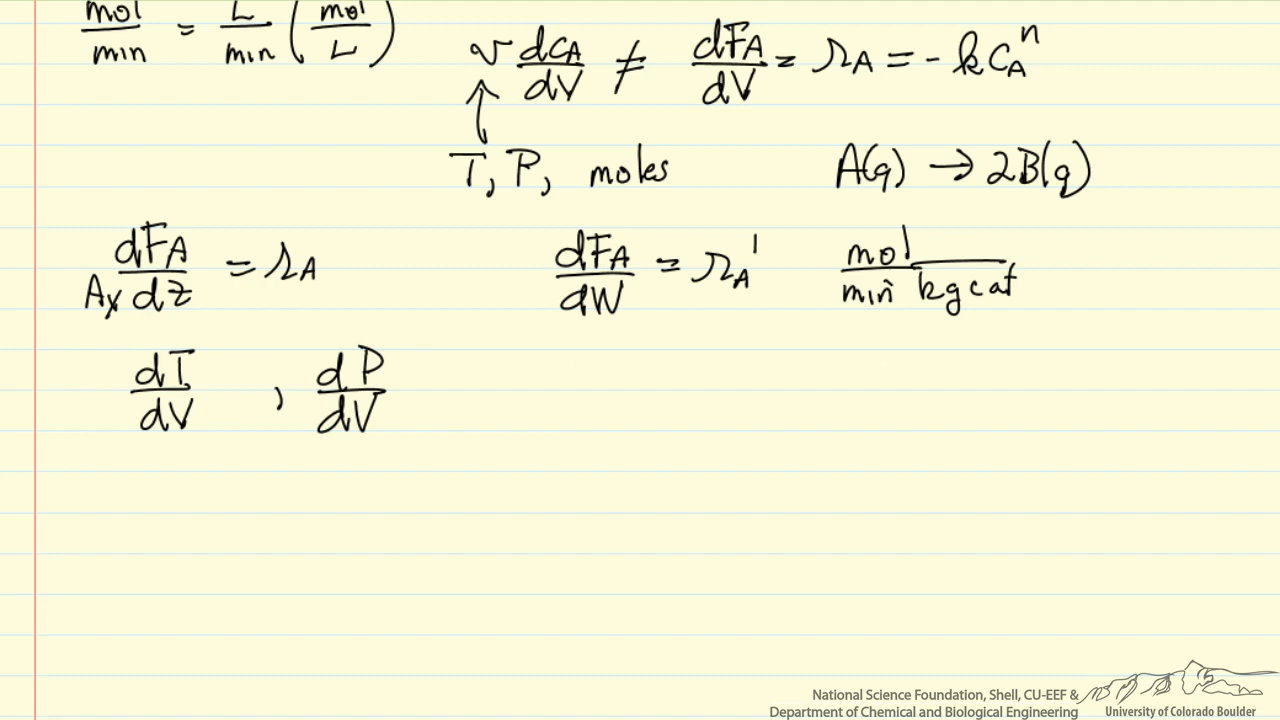 mol/min = L/min (mol/L)
v dCA/dV ≠ dFA/dV = rA = - kCA^n
T, P, moles
A(g) → 2B(g)
dFA/Ax dz = rA
dFA/dW = rA' mol/min kgcat
dT/dV , dP/dV
National Science Foundation, Shell, CU-EEF &
Department of Chemical and Biological Engineering
University of Colorado Boulder